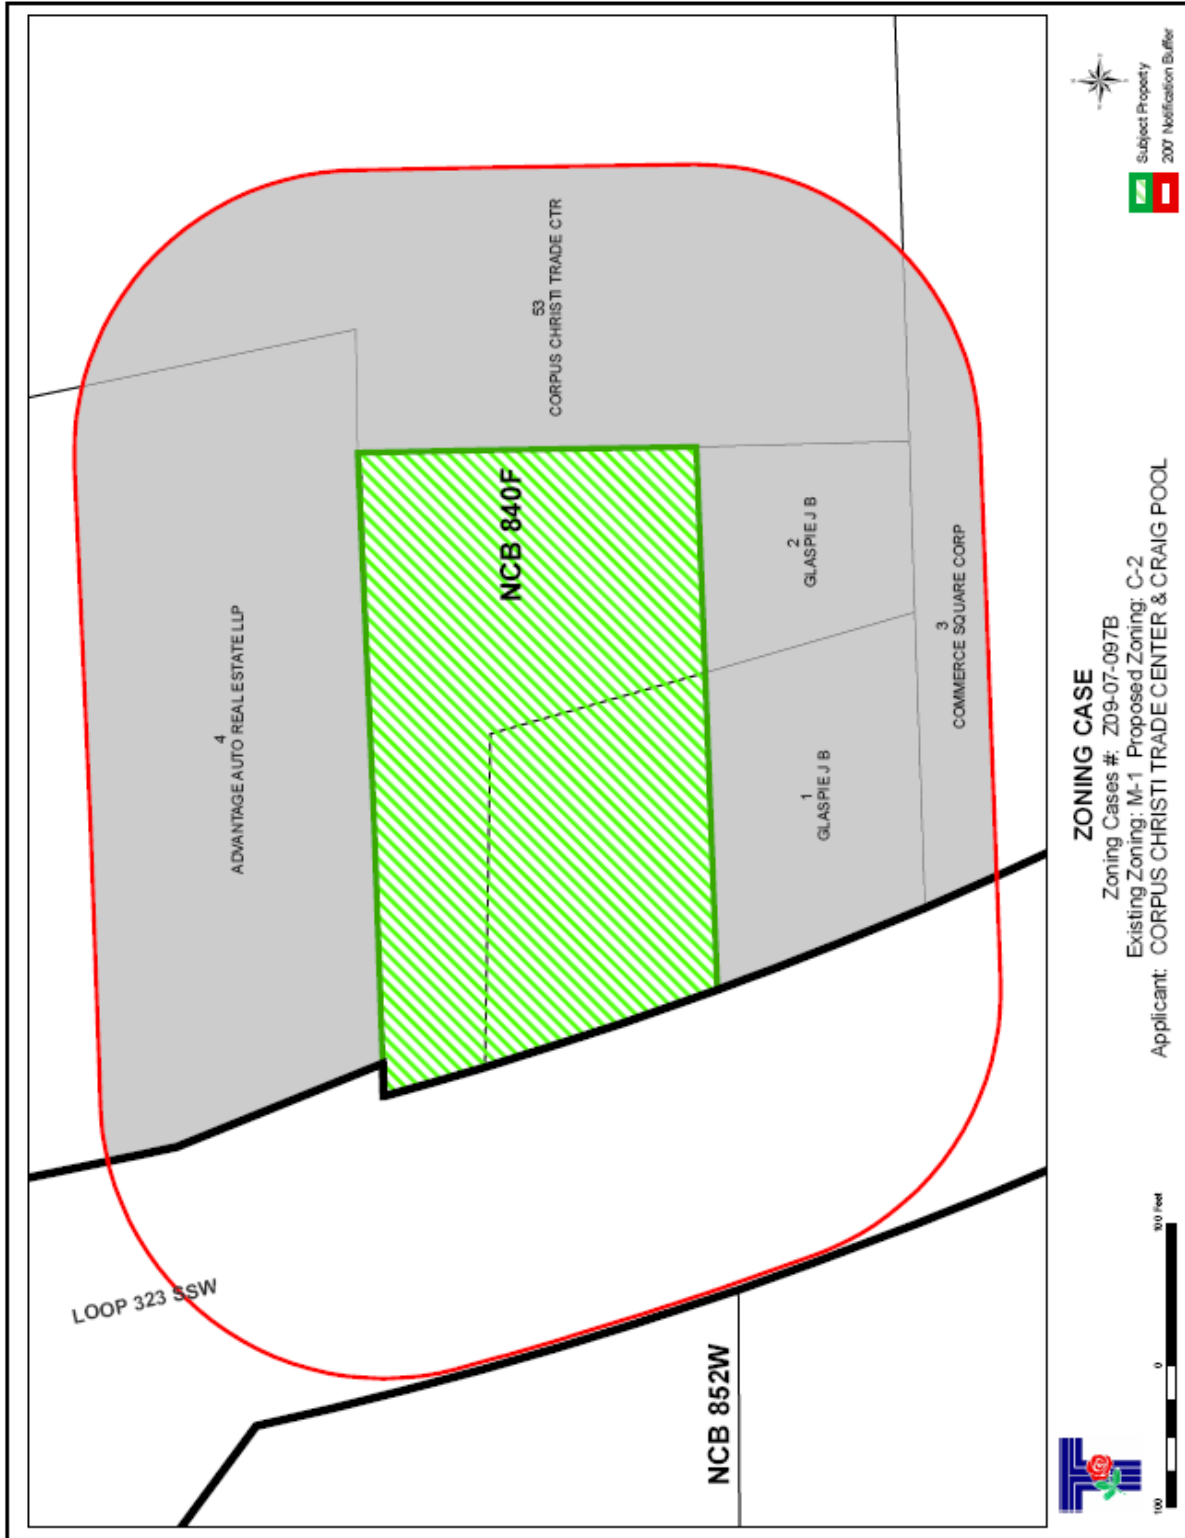 LOOP 323 SSW
4
ADVANTAGE AUTO REAL ESTATE LLP
53
CORPUS CHRISTI TRADE CTR
NCB 840F
NCB 852W
1
GLASPIE J B
2
GLASPIE J B
3
COMMERCE SQUARE CORP
ZONING CASE
Zoning Cases #: Z09-07-097B
Existing Zoning: M-1 Proposed Zoning: C-2
Applicant: CORPUS CHRISTI TRADE CENTER & CRAIG POOL
100 0 100 Feet
Subject Property
200' Notification Buffer